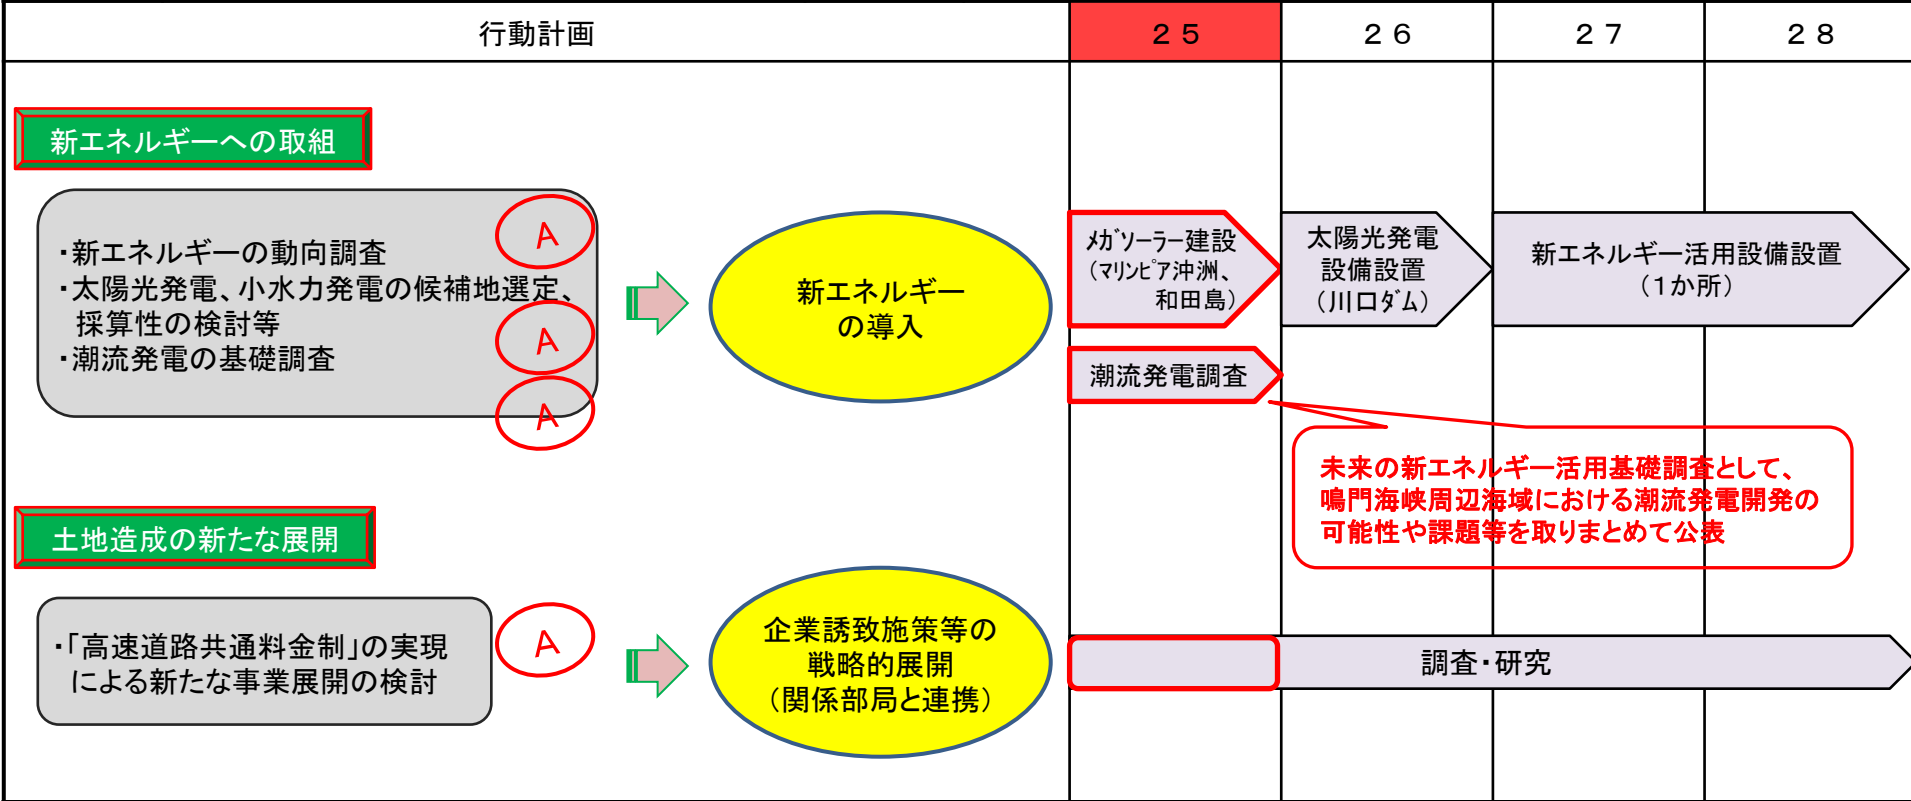 行動計画
２５
２６
２７
２８
新エネルギーへの取組
・新エネルギーの動向調査
・太陽光発電、小水力発電の候補地選定、
採算性の検討等
・潮流発電の基礎調査
A
A
A
新エネルギー
の導入
ﾒｶﾞｿｰﾗｰ建設
（ﾏﾘﾝﾋﾟｱ沖洲、
和田島）
太陽光発電
設備設置
（川口ﾀﾞﾑ）
新エネルギー活用設備設置
（１か所）
潮流発電調査
未来の新エネルギー活用基礎調査として、
鳴門海峡周辺海域における潮流発電開発の
可能性や課題等を取りまとめて公表
土地造成の新たな展開
・「高速道路共通料金制」の実現
による新たな事業展開の検討
A
企業誘致施策等の
戦略的展開
（関係部局と連携）
調査・研究